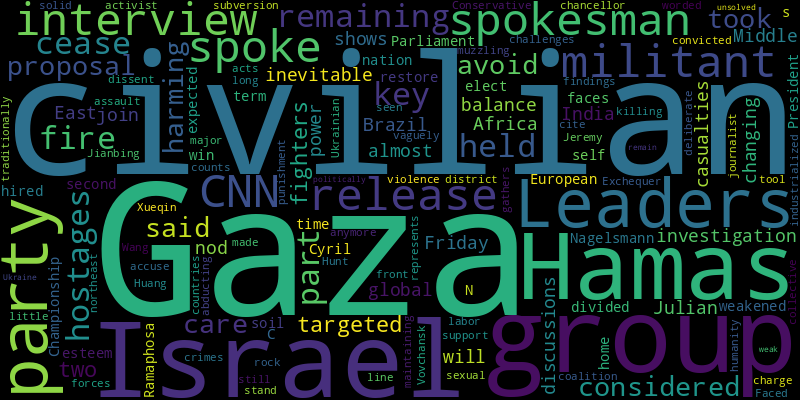 solid activist subversion Conservative chancellor worded unsolved
interview remaining spokesman took s
cease spoke shows Parliament muzzling challenges convicted Middle
proposal harming nation avoid militant
dissent acts inevitable restore key findings
traditionally assault long term seen elect faces cite killing
civilian
East join expected fighters power Ukrainian Brazil balance Africa India deliberate casualties journalist changing President
fire Jianbing win major vaguely almost held Jeremy self remain industrialized
hired second counts punishment violence district European Exchequer J tool
party hostages Xueqin CNN release politically gathers Leaders
northeast said time anymore Nagelsmann investigation
Gaza
Wang nod made Cyril part Hunt Friday represents Hamas
Ukraine accuse Huang countries abducting front global N divided Julian weakened collective
Championship little care soil targeted labor will discussions home humanity
Israel group
esteem crimes C rock line maintaining support Vovchansk coalition weak
two forces Ramaphosa still stand sexual considered charge Faced